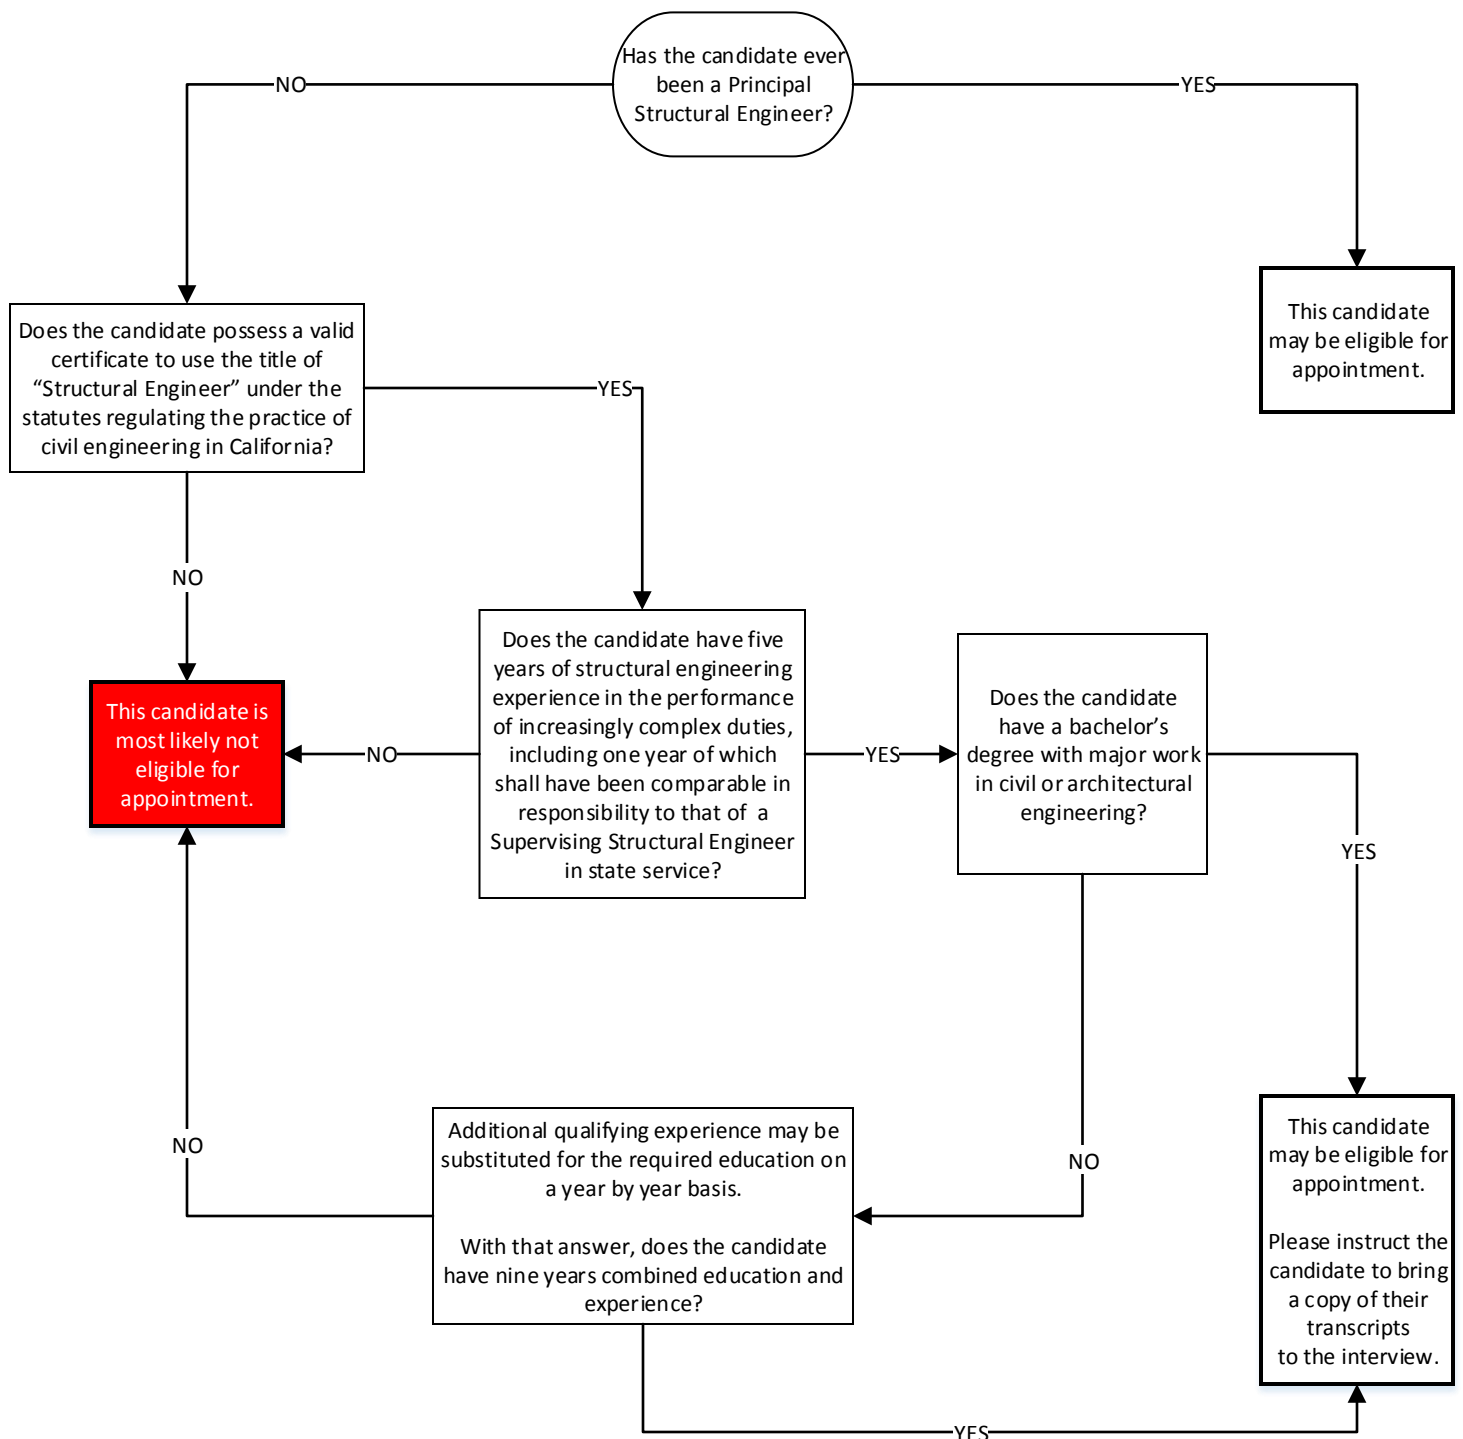 Has the candidate ever
been a Principal
Structural Engineer?
NO
YES
This candidate
may be eligible for
appointment.
Does the candidate possess a valid
certificate to use the title of
“Structural Engineer” under the
statutes regulating the practice of
civil engineering in California?
YES
NO
Does the candidate have five
years of structural engineering
experience in the performance
of increasingly complex duties,
including one year of which
shall have been comparable in
responsibility to that of a
Supervising Structural Engineer
in state service?
Does the candidate
have a bachelor’s
degree with major work
in civil or architectural
engineering?
This candidate is
most likely not
eligible for
appointment.
NO
YES
YES
NO
NO
Additional qualifying experience may be
substituted for the required education on
a year by year basis.
With that answer, does the candidate
have nine years combined education and
experience?
This candidate
may be eligible for
appointment.
Please instruct the
candidate to bring
a copy of their
transcripts
to the interview.
YES